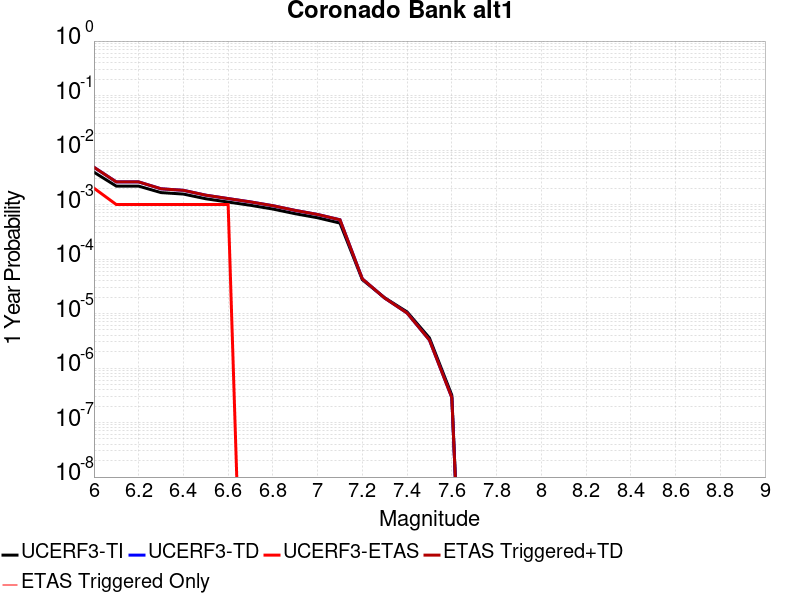 Coronado Bank alt1
10^0
10^-1
10^-2
10^-3
10^-4
10^-5
10^-6
10^-7
10^-8
1 Year Probability
6 6.2 6.4 6.6 6.8 7 7.2 7.4 7.6 7.8 8 8.2 8.4 8.6 8.8 9
Magnitude
UCERF3-TI UCERF3-TD UCERF3-ETAS ETAS Triggered+TD
ETAS Triggered Only